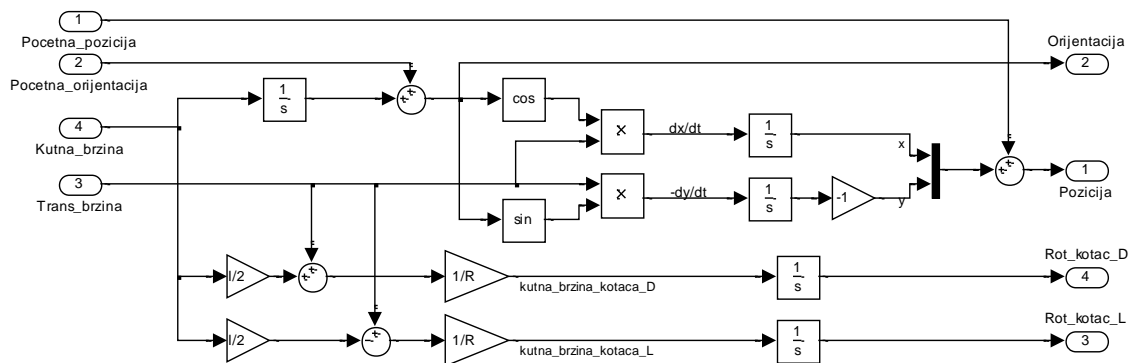 1
Pocetna_pozicija
2
Pocetna_orijentacija
4
Kutna_brzina
3
Trans_brzina
1
s
cos
sin
×
×
dx/dt
-dy/dt
1
s
1
s
-1
x
y
Orijentacija
2
1
Pozicija
l/2
1/R
kutna_brzina_kotaca_D
1
s
Rot_kotac_D
4
l/2
1/R
kutna_brzina_kotaca_L
1
s
Rot_kotac_L
3